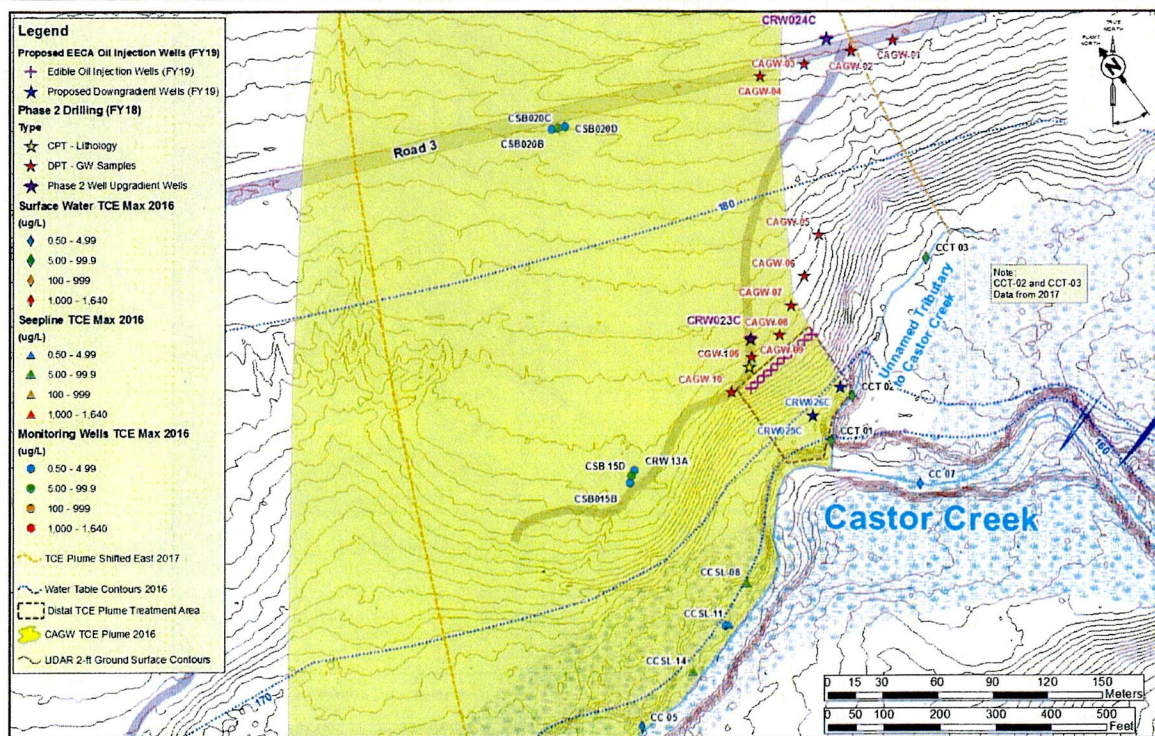 Legend
Proposed EECA Oil Injection Wells (FY19)
Edible Oil Injection Wells (FY19)
Proposed Downgradient Wells (FY19)
Phase 2 Drilling (FY18)
Type
CPT - Lithology
DPT - GW Samples
Phase 2 Well Upgradient Wells
Surface Water TCE Max 2016
(ug/L)
0.50 - 4.99
5.00 - 99.9
100 - 999
1,000 - 1,640
Seepline TCE Max 2016
(ug/L)
0.50 - 4.99
5.00 - 99.9
100 - 999
1,000 - 1,640
Monitoring Wells TCE Max 2016
(ug/L)
0.50 - 4.99
5.00 - 99.9
100 - 999
1,000 - 1,640
TCE Plume Shifted East 2017
Water Table Contours 2016
Distal TCE Plume Treatment Area
CAGW TCE Plume 2016
LIDAR 2-ft Ground Surface Contours
CRW024C
CAGW-01
CAGW-02
CAGW-03
CAGW-04
TRUE NORTH
PLANT NORTH
N
CSB020C
CSB020D
CSB020B
Road 3
180
CAGW-05
CCT 03
CAGW-06
Note:
CCT-02 and CCT-03
Data from 2017
CAGW-07
Unnamed Tributary
to Castor Creek
CRW023C
CAGW-08
CAGW-09
CAGW-10
CCT 02
CRW026C
CRW025C
CCT 01
160
CSB 15D
CRW 13A
CSB015B
CC 07
Castor Creek
CCSL-08
CCSL-11
CCSL-14
170
CC 05
0 15 30 60 90 120 150
Meters
0 50 100 200 300 400 500
Feet